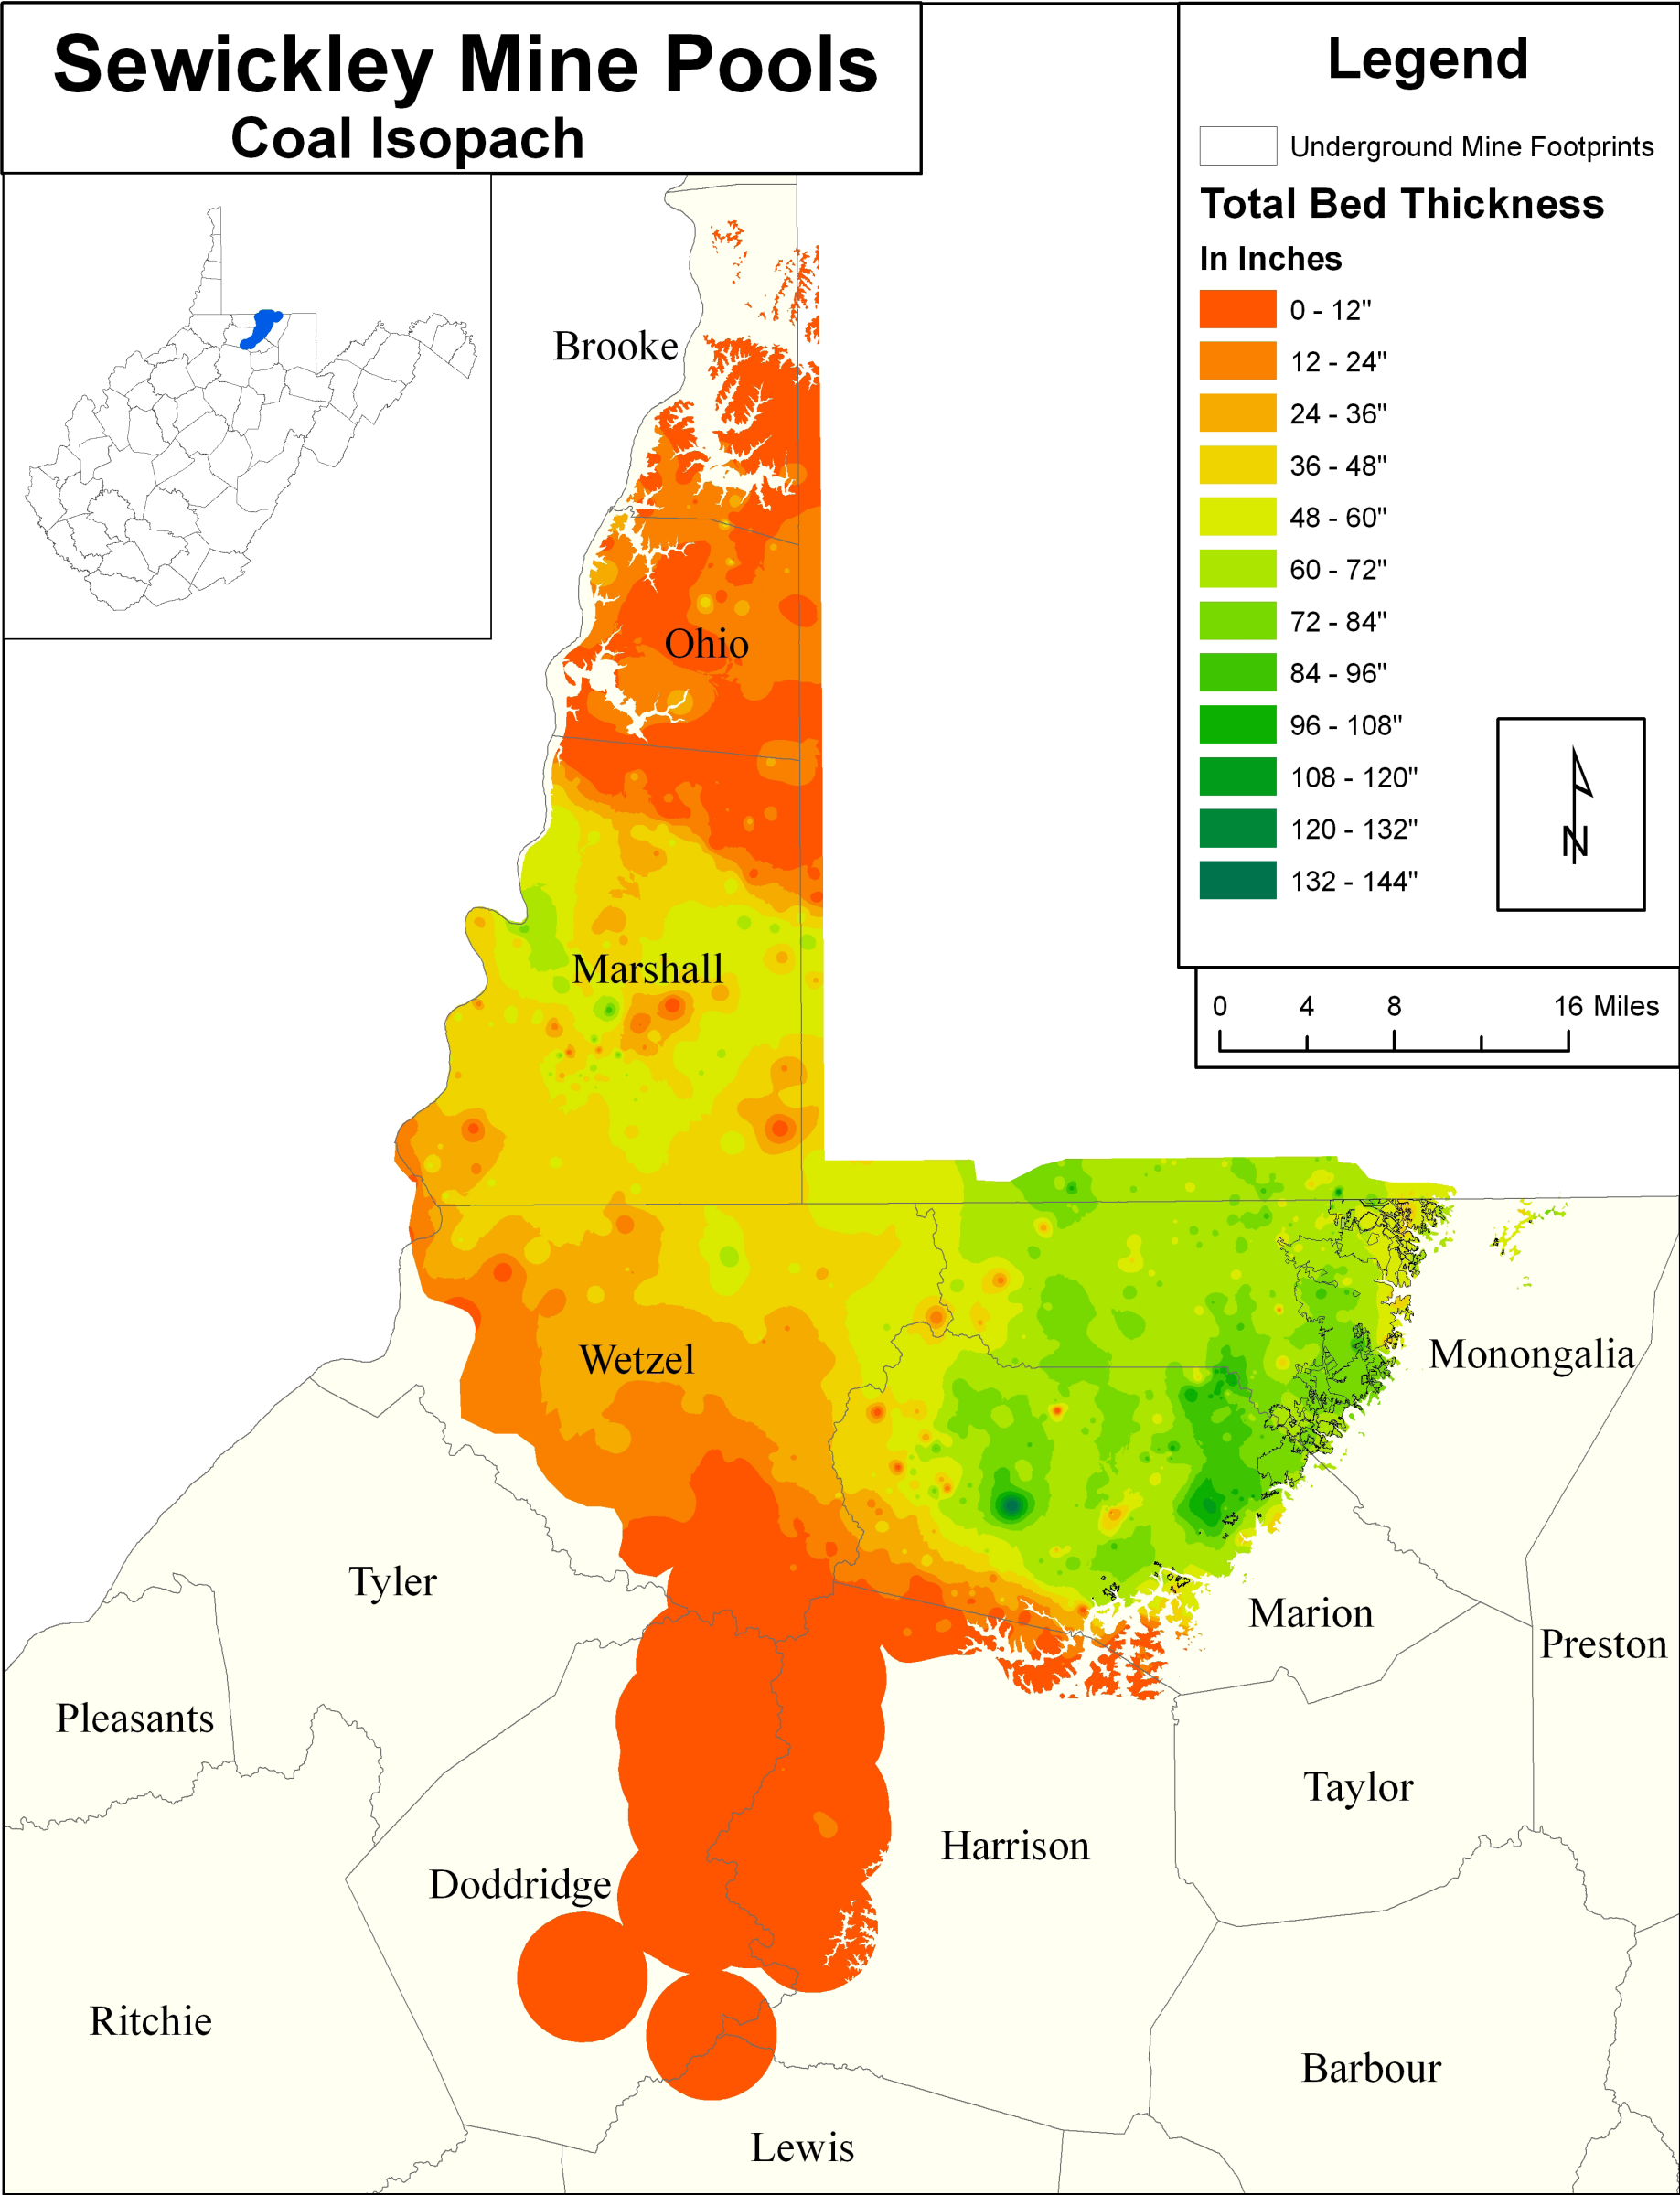 Sewickley Mine Pools
Coal Isopach
Legend
Underground Mine Footprints
Total Bed Thickness
In Inches
0 - 12"
12 - 24"
24 - 36"
36 - 48"
48 - 60"
60 - 72"
72 - 84"
84 - 96"
96 - 108"
108 - 120"
120 - 132"
132 - 144"
N
0 4 8 16 Miles
Brooke
Ohio
Marshall
Wetzel
Monongalia
Tyler
Marion
Preston
Pleasants
Taylor
Harrison
Doddridge
Ritchie
Barbour
Lewis